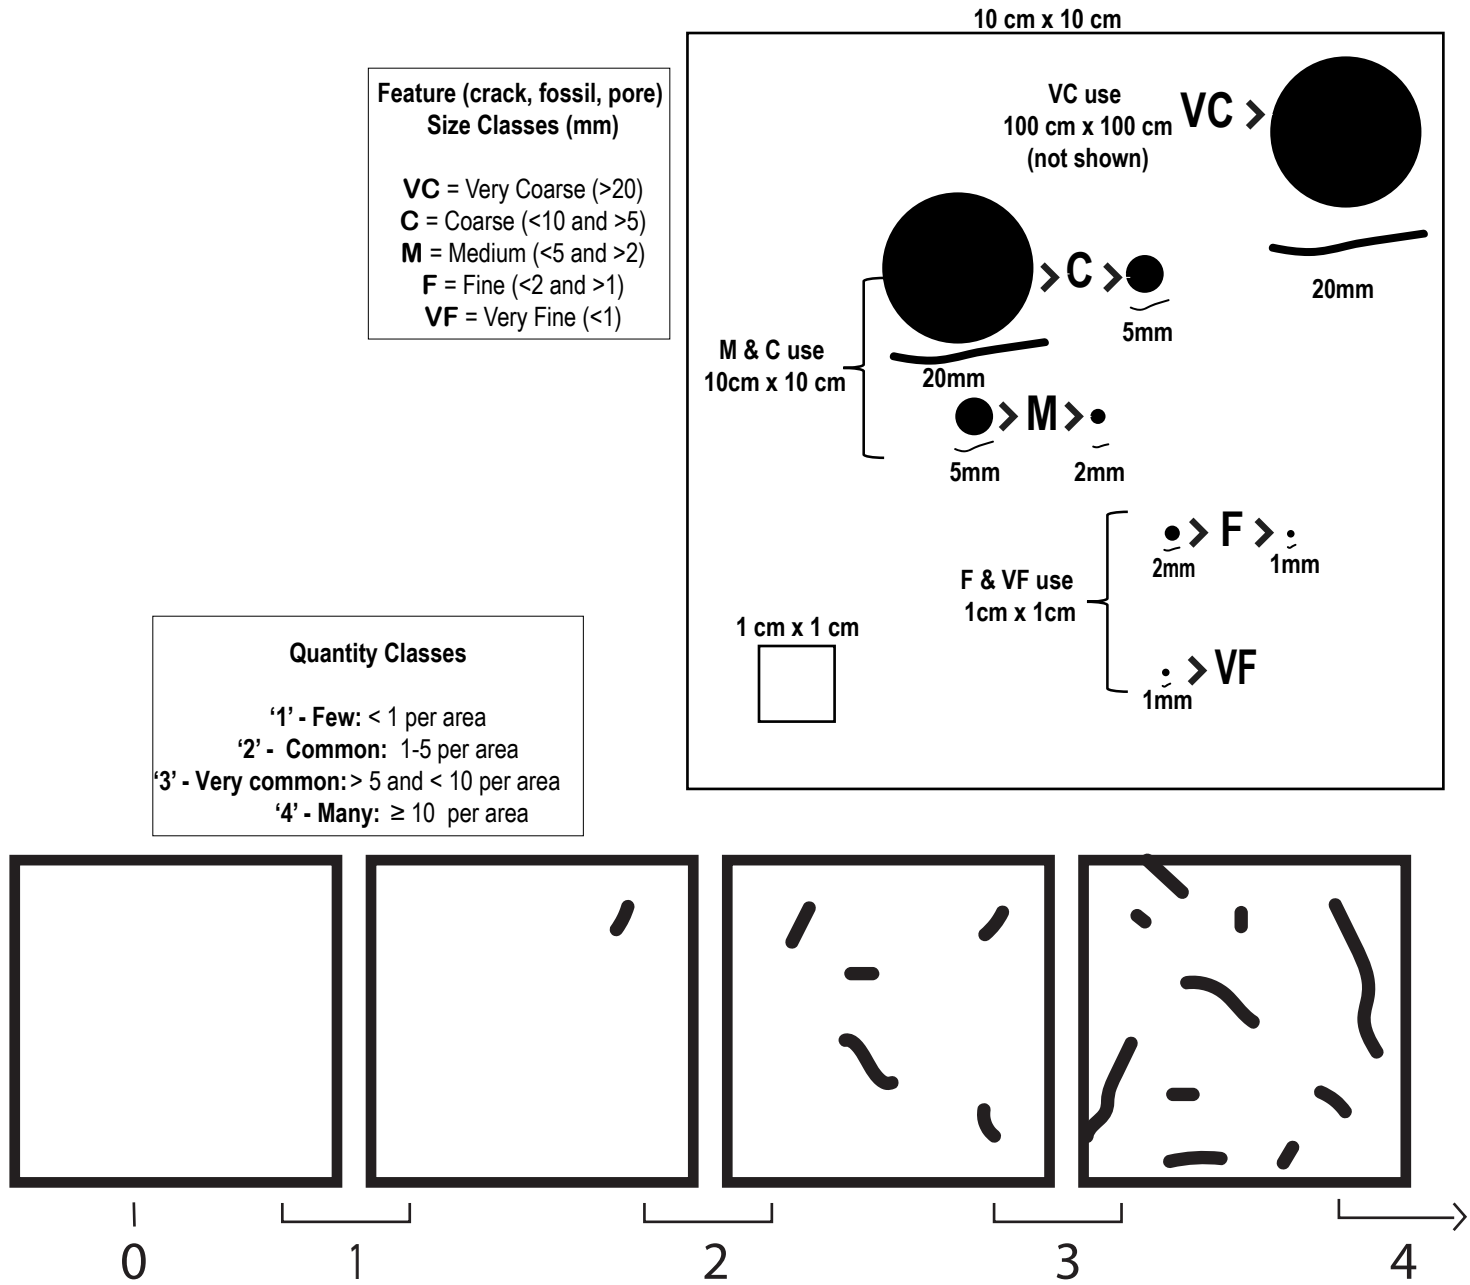 10 cm x 10 cm
Feature (crack, fossil, pore)
Size Classes (mm)
VC = Very Coarse (>20)
C = Coarse (<10 and >5)
M = Medium (<5 and >2)
F = Fine (<2 and >1)
VF = Very Fine (<1)
VC use
100 cm x 100 cm
(not shown)
VC >
20mm
> C >
5mm
M & C use
10cm x 10 cm
20mm
> M >
5mm
2mm
> F >
2mm
1mm
F & VF use
1cm x 1cm
1 cm x 1 cm
> VF
1mm
Quantity Classes
‘1’ - Few: < 1 per area
‘2’ - Common: 1-5 per area
‘3’ - Very common: > 5 and < 10 per area
‘4’ - Many: ≥ 10 per area
0
1
2
3
4